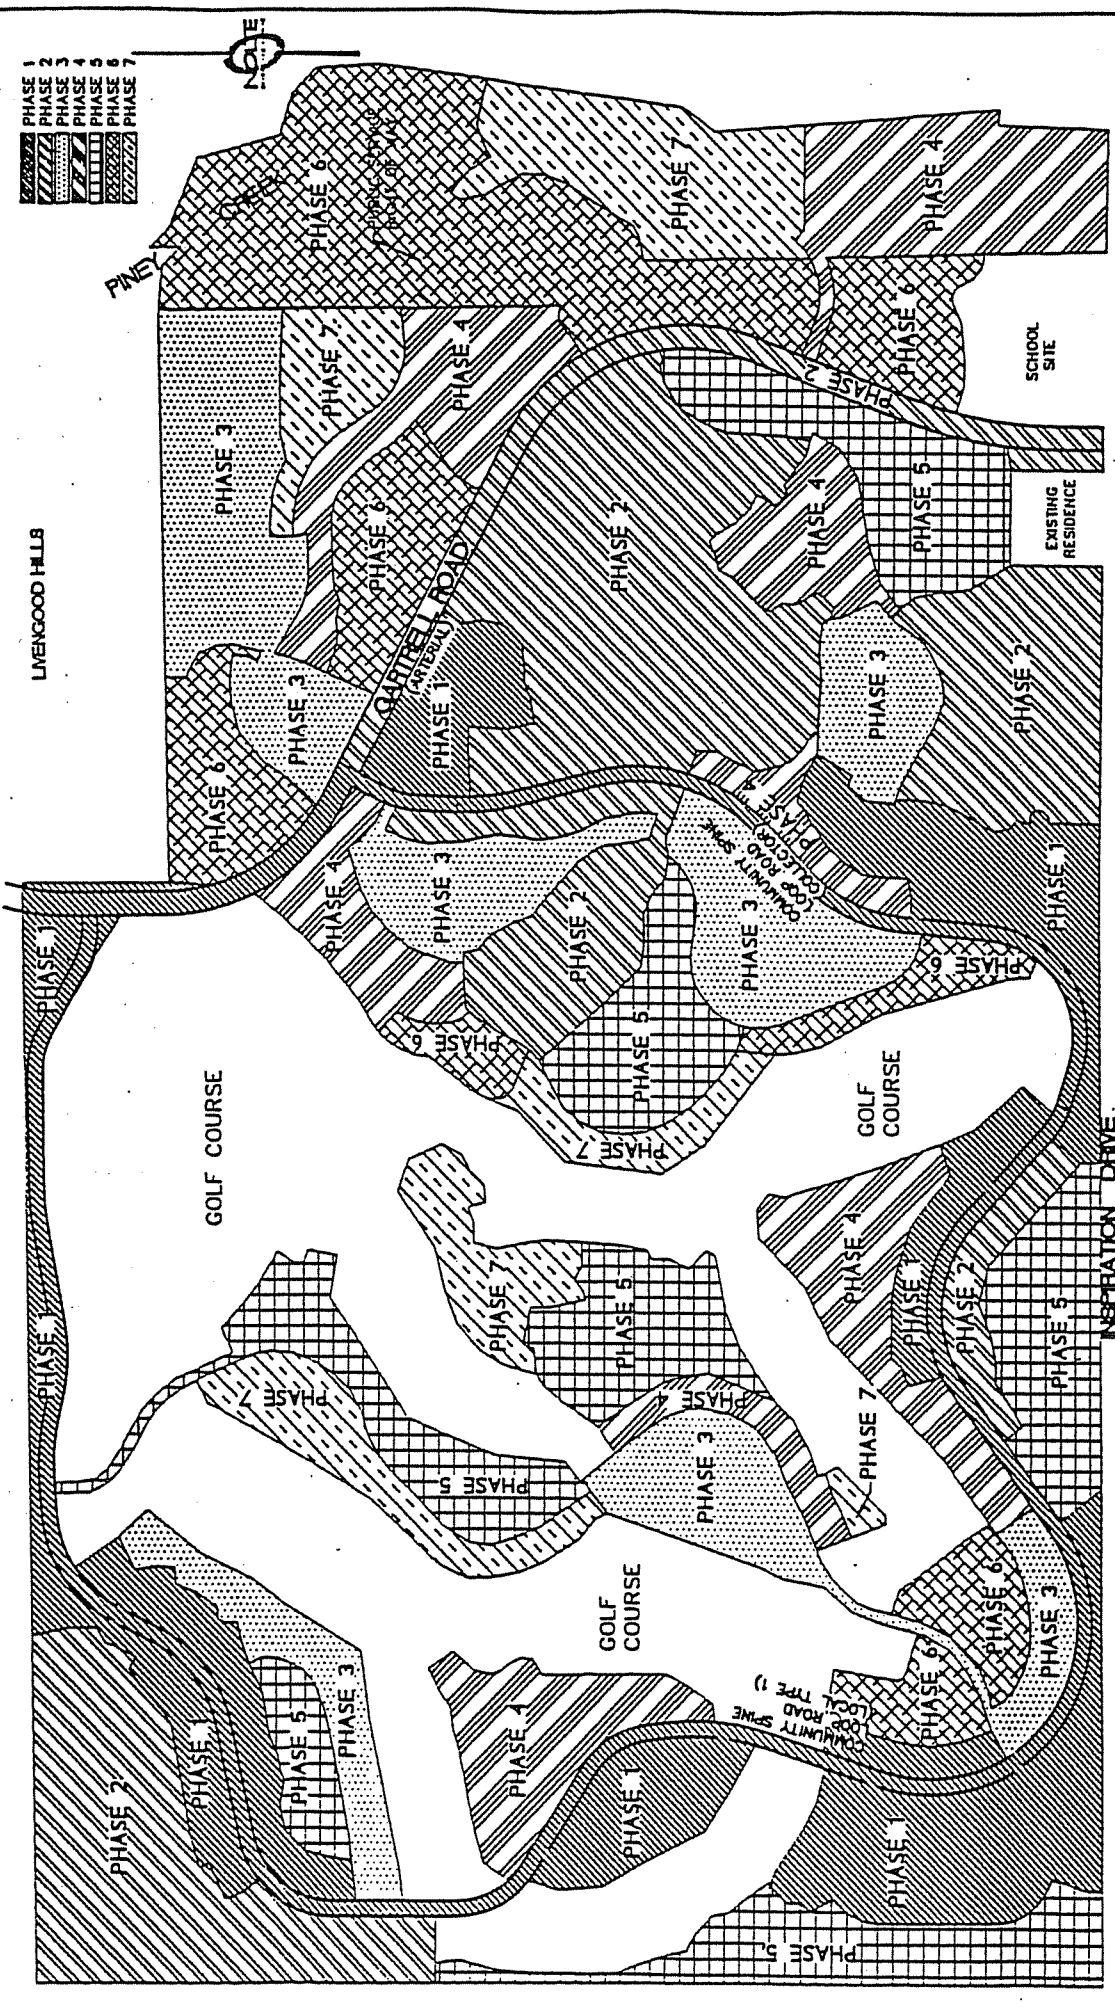 PHASE 1
PHASE 2
PHASE 3
PHASE 4
PHASE 5
PHASE 6
PHASE 7
PINEY
CREEK
LIVENGOOD HILLS
PHASE 6
PHASE 7
PHASE 4
PHASE 3
PHASE 7
PHASE 4
PHASE 6
PHASE 6
PHASE 2
SCHOOL
SITE
PHASE 5
EXISTING
RESIDENCE
PHASE 4
PHASE 2
GARTRELL ROAD
(ARTERIAL)
PHASE 1
PHASE 3
PHASE 6
PHASE 3
PHASE 2
PHASE 4
COMMUNITY SPINE
LOOP ROAD
(COLLECTOR)
PHASE 1
PHASE 4
PHASE 3
PHASE 2
PHASE 3
PHASE 6
PHASE 5
PHASE 6
PHASE 7
PHASE 1
GOLF COURSE
GOLF
COURSE
PHASE 1
PHASE 7
PHASE 5
PHASE 4
PHASE 1
PHASE 2
PHASE 5
INSPIRATION DRIVE
PHASE 7
PHASE 5
PHASE 4
PHASE 3
PHASE 7
GOLF
COURSE
PHASE 6
PHASE 3
PHASE 6
COMMUNITY SPINE
LOOP ROAD
(LOCAL TYPE 1)
PHASE 2
PHASE 1
PHASE 5
PHASE 3
PHASE 4
PHASE 1
PHASE 1
PHASE 5